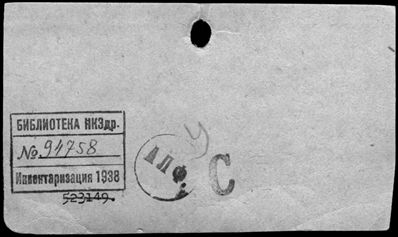 БИБЛИОТЕКА НКЗдр.
№ 94758
Инвентаризация 1938
523149.
АЛФ.
У
С